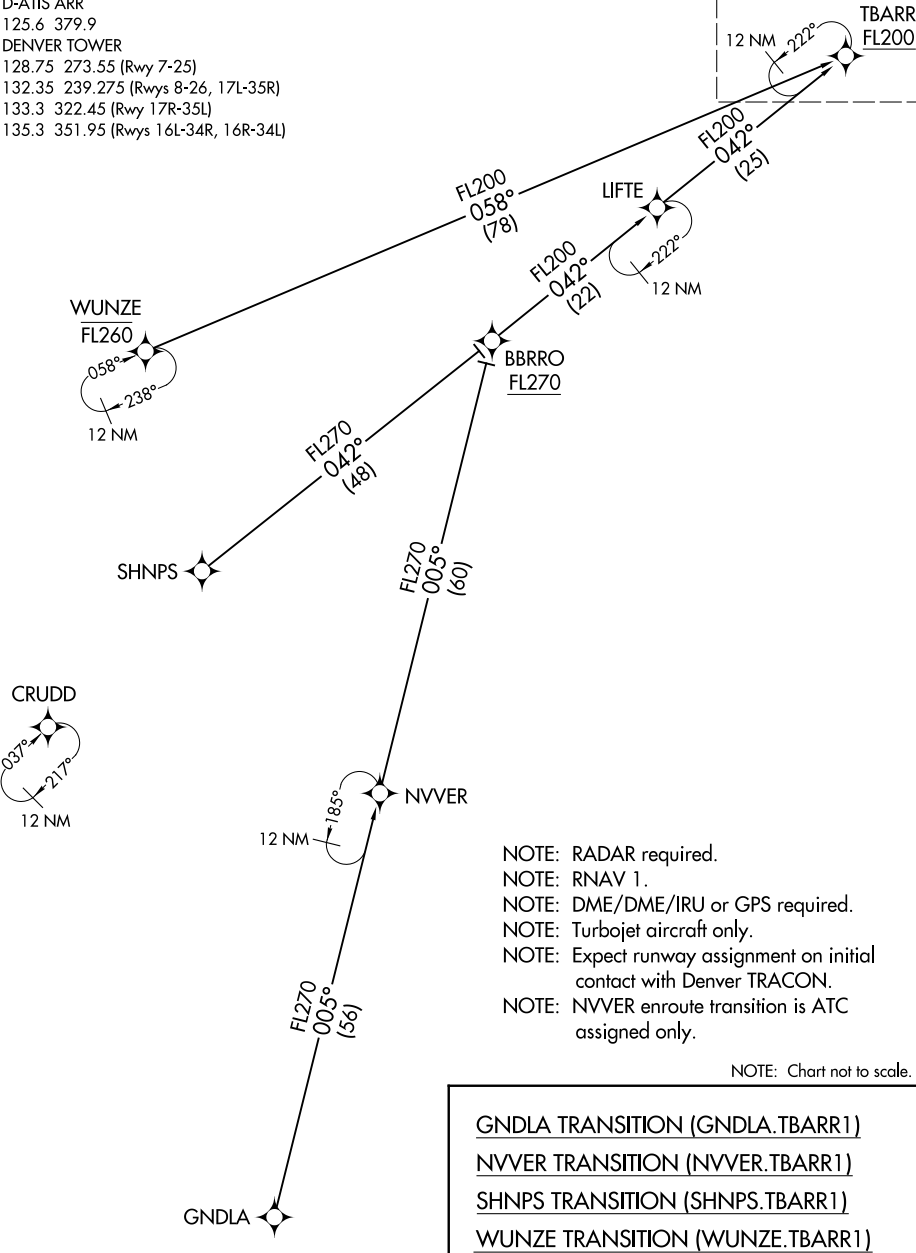 D-ATIS ARR
125.6 379.9
DENVER TOWER
128.75 273.55 (Rwy 7-25)
132.35 239.275 (Rwys 8-26, 17L-35R)
133.3 322.45 (Rwy 17R-35L)
135.3 351.95 (Rwys 16L-34R, 16R-34L)
TBARR
FL200
12 NM
222°
FL200
042°
(25)
FL200
058°
(78)
LIFTE
222°
12 NM
FL200
042°
(22)
WUNZE
FL260
058°
238°
12 NM
BBRRO
FL270
FL270
042°
(48)
SHNPS
FL270
005°
(60)
CRUDD
037°
217°
12 NM
NVVER
185°
12 NM
FL270
005°
(56)
GNDLA
NOTE: RADAR required.
NOTE: RNAV 1.
NOTE: DME/DME/IRU or GPS required.
NOTE: Turbojet aircraft only.
NOTE: Expect runway assignment on initial
contact with Denver TRACON.
NOTE: NVVER enroute transition is ATC
assigned only.
NOTE: Chart not to scale.
GNDLA TRANSITION (GNDLA.TBARR1)
NVVER TRANSITION (NVVER.TBARR1)
SHNPS TRANSITION (SHNPS.TBARR1)
WUNZE TRANSITION (WUNZE.TBARR1)